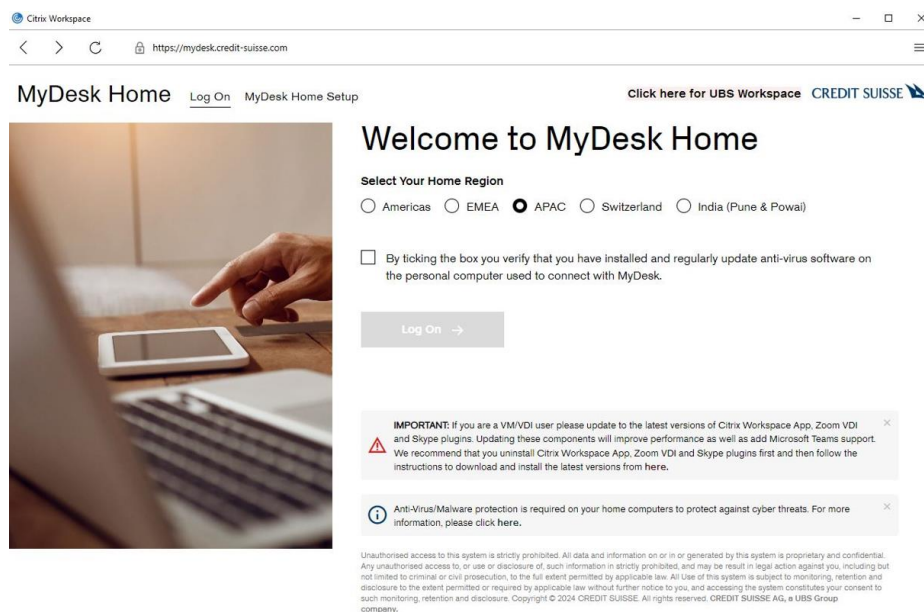 Citrix Workspace
https://mydesk.credit-suisse.com
MyDesk Home Log On MyDesk Home Setup Click here for UBS Workspace CREDIT SUISSE
Welcome to MyDesk Home
Select Your Home Region
Americas EMEA APAC Switzerland India (Pune & Powai)
By ticking the box you verify that you have installed and regularly update anti-virus software on
the personal computer used to connect with MyDesk.
Log On →
IMPORTANT: If you are a VM/VDI user please update to the latest versions of Citrix Workspace App, Zoom VDI
and Skype plugins. Updating these components will improve performance as well as add Microsoft Teams support.
We recommend that you uninstall Citrix Workspace App, Zoom VDI and Skype plugins first and then follow the
instructions to download and install the latest versions from here.
Anti-Virus/Malware protection is required on your home computers to protect against cyber threats. For more
information, please click here.
Unauthorised access to this system is strictly prohibited. All data and information on or in or generated by this system is proprietary and confidential.
Any unauthorised access to, or use or disclosure of, such information in strictly prohibited, and may be result in legal action against you, including but
not limited to criminal or civil prosecution, to the full extent permitted by applicable law. All Use of this system is subject to monitoring, retention and
disclosure to the extent permitted or required by applicable law without further notice to you, and accessing the system constitutes your consent to
such monitoring, retention and disclosure. Copyright © 2024 CREDIT SUISSE. All rights reserved. CREDIT SUISSE AG, a UBS Group
company.